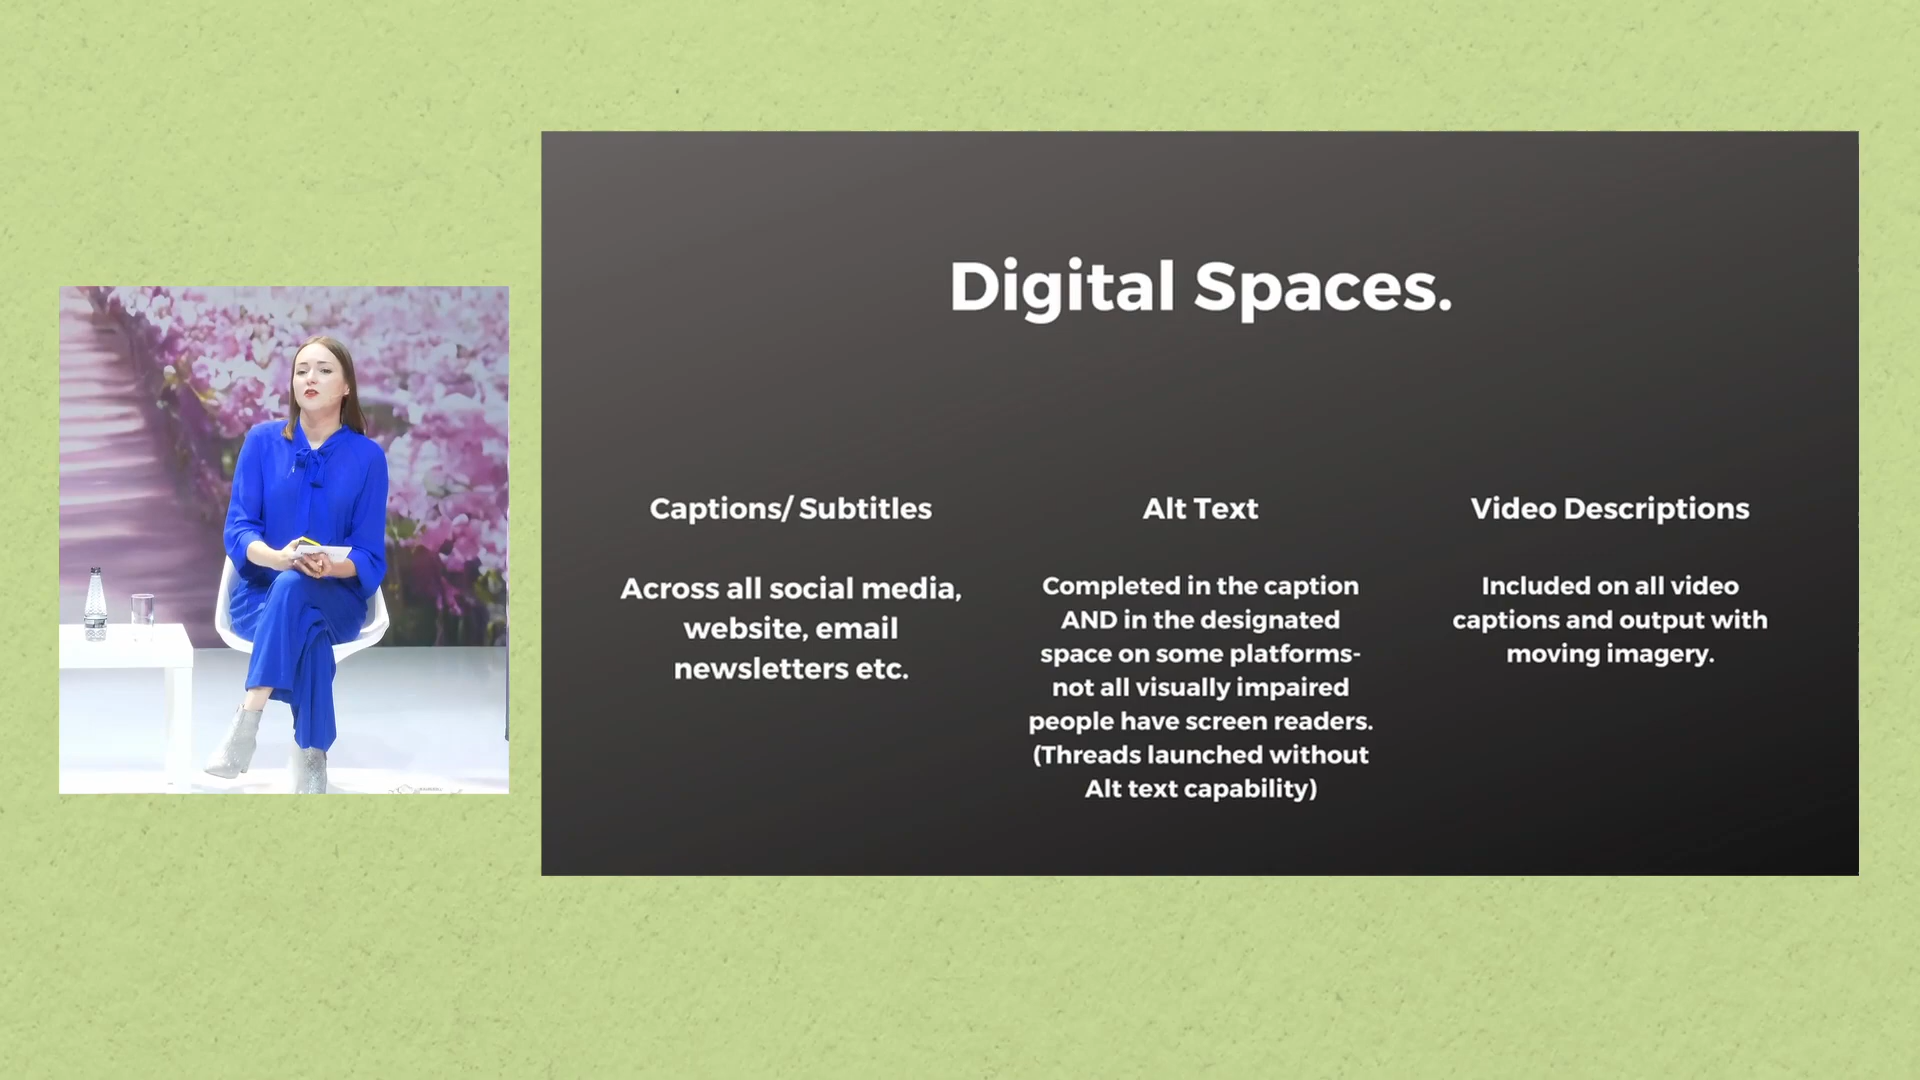 Digital Spaces.
Captions/ Subtitles
Across all social media,
website, email
newsletters etc.
Alt Text
Completed in the caption
AND in the designated
space on some platforms-
not all visually impaired
people have screen readers.
(Threads launched without
Alt text capability)
Video Descriptions
Included on all video
captions and output with
moving imagery.